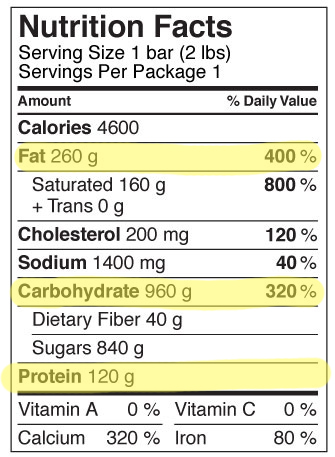 Nutrition Facts
Serving Size 1 bar (2 lbs)
Servings Per Package 1
Amount % Daily Value
Calories 4600
Fat 260 g 400 %
Saturated 160 g 800 %
+ Trans 0 g
Cholesterol 200 mg 120 %
Sodium 1400 mg 40 %
Carbohydrate 960 g 320 %
Dietary Fiber 40 g
Sugars 840 g
Protein 120 g
Vitamin A 0 % Vitamin C 0 %
Calcium 320 % Iron 80 %